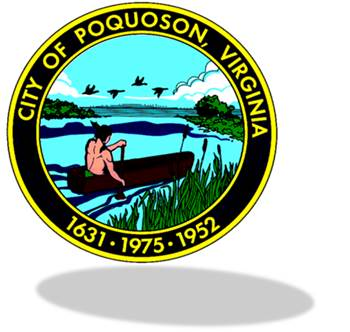 CITY OF POQUOSON, VIRGINIA
1631 · 1975 · 1952